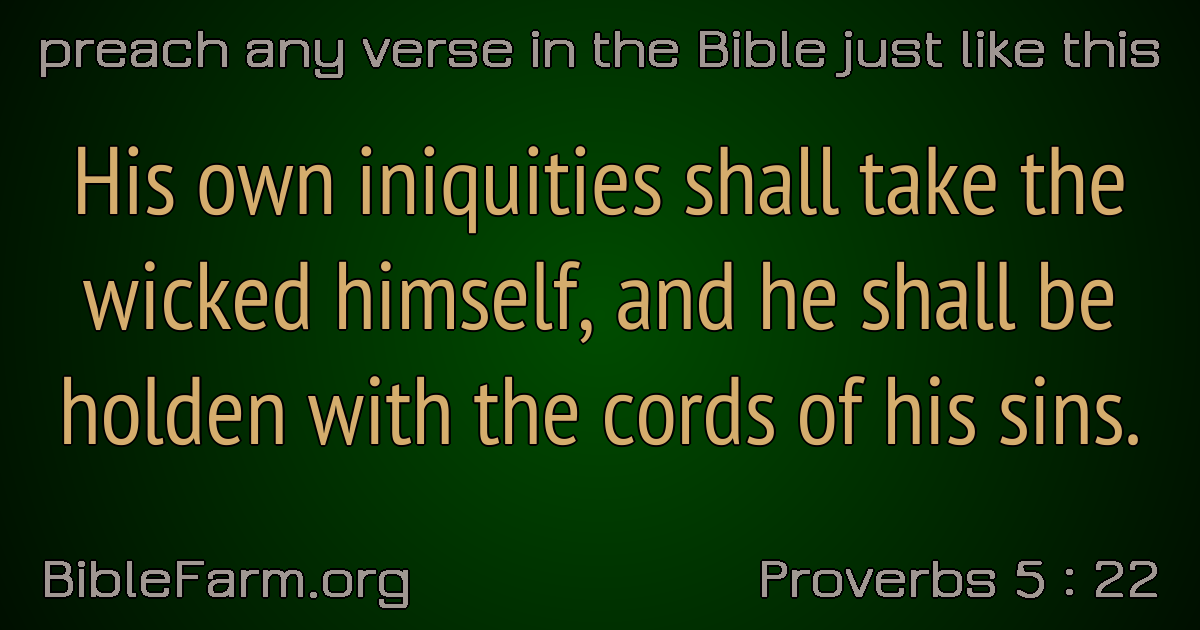 preach any verse in the Bible just like this
His own iniquities shall take the
wicked himself, and he shall be
holden with the cords of his sins.
BibleFarm.org
Proverbs 5 : 22